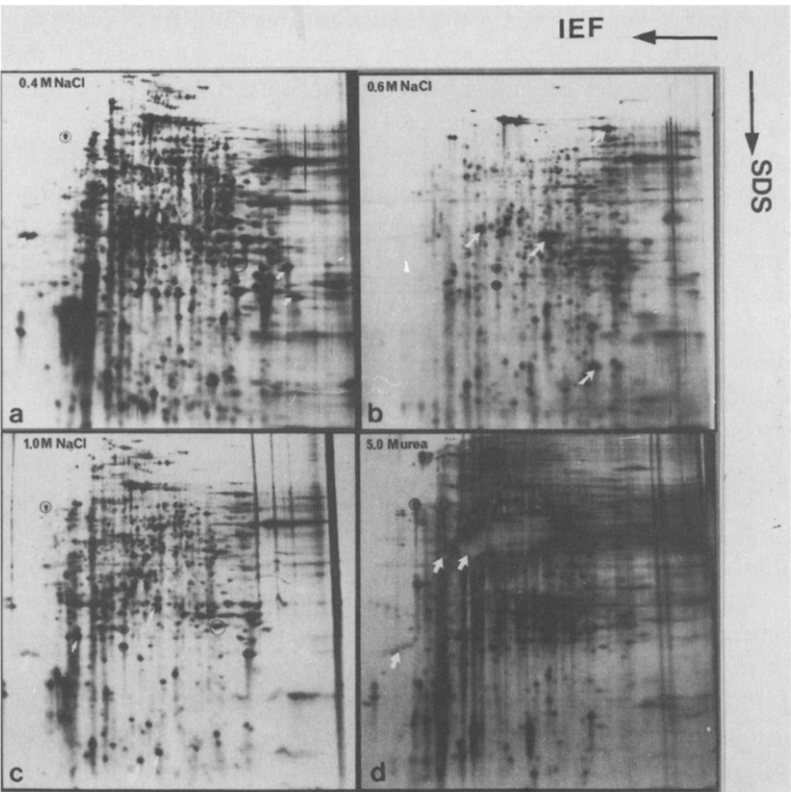 IEF
SDS
0.4 M NaCl
0.6 M NaCl
a
b
1.0 M NaCl
5.0 M urea
c
d